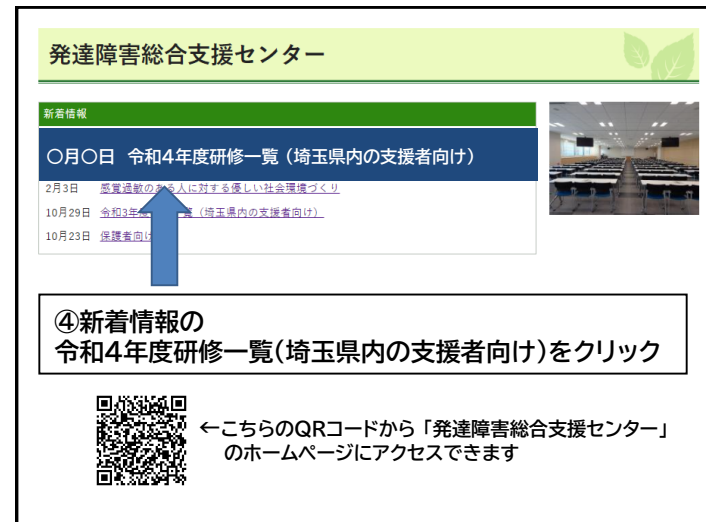 発達障害総合支援センター
新着情報
〇月〇日 令和4年度研修一覧（埼玉県内の支援者向け）
2月3日 感覚過敏のある人に対する優しい社会環境づくり
10月29日 令和3年 覧（埼玉県内の支援者向け）
10月23日 保護者向け
④新着情報の
令和4年度研修一覧(埼玉県内の支援者向け)をクリック
←こちらのQRコードから「発達障害総合支援センター」
のホームページにアクセスできます